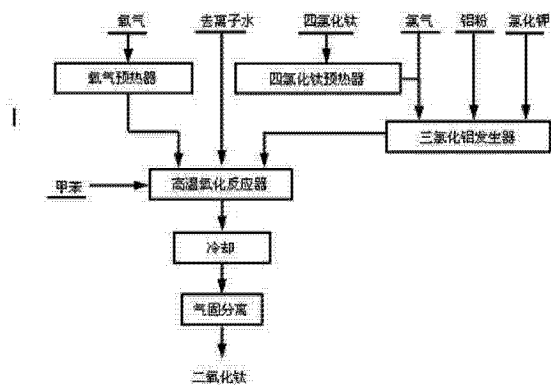 氧气
去离子水
四氯化钛
氯气
铝粉
氯化钾
氧气预热器
四氯化钛预热器
三氯化铝发生器
甲苯
高温氧化反应器
冷却
气固分离
二氧化钛